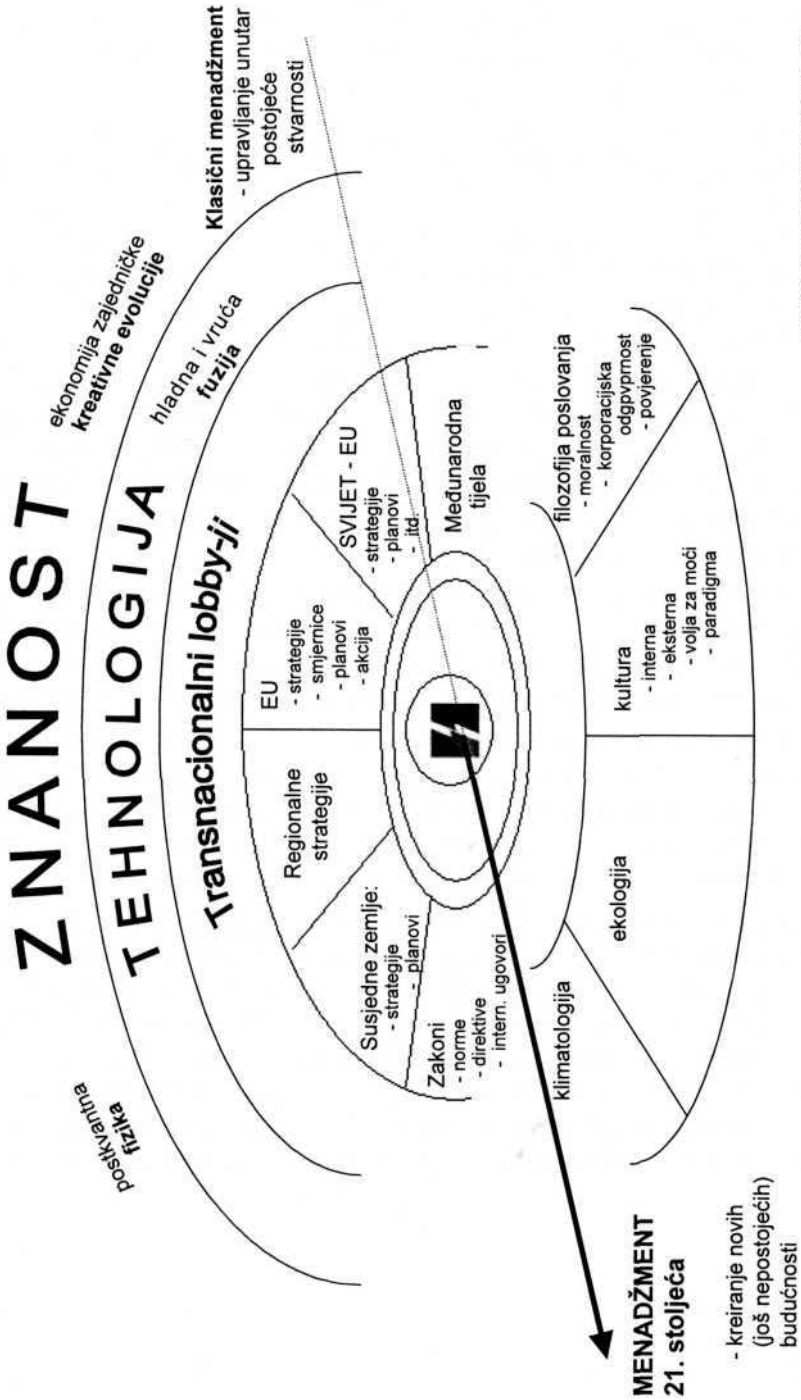 ZNANOST
ekonomija zajedničke
kreativne evolucije
Postkvantna
fizika
TEHNOLOGIJA
hladna i vruća
fuzija
Klasični menadžment
- upravljanje unutar
postojeće
stvarnosti
Transnacionalni lobby-ji
Susjedne zemlje:
- strategije
- planovi
Regionalne
strategije
EU
- strategije
- smjernice
- planovi
- akcija
SVIJET - EU
- strategije
- planovi
- itd.
Zakoni
- norme
- direktive
- intern. ugovori
Međunarodna
tijela
klimatologija
ekologija
kultura
- interna
- eksterna
- volja za moći
- paradigma
filozofija poslovanja
- moralnost
- korporacijska
odgpvprnost
- povjerenje
MENADŽMENT
21. stoljeća
- kreiranje novih
(još nepostojećih)
budućnosti